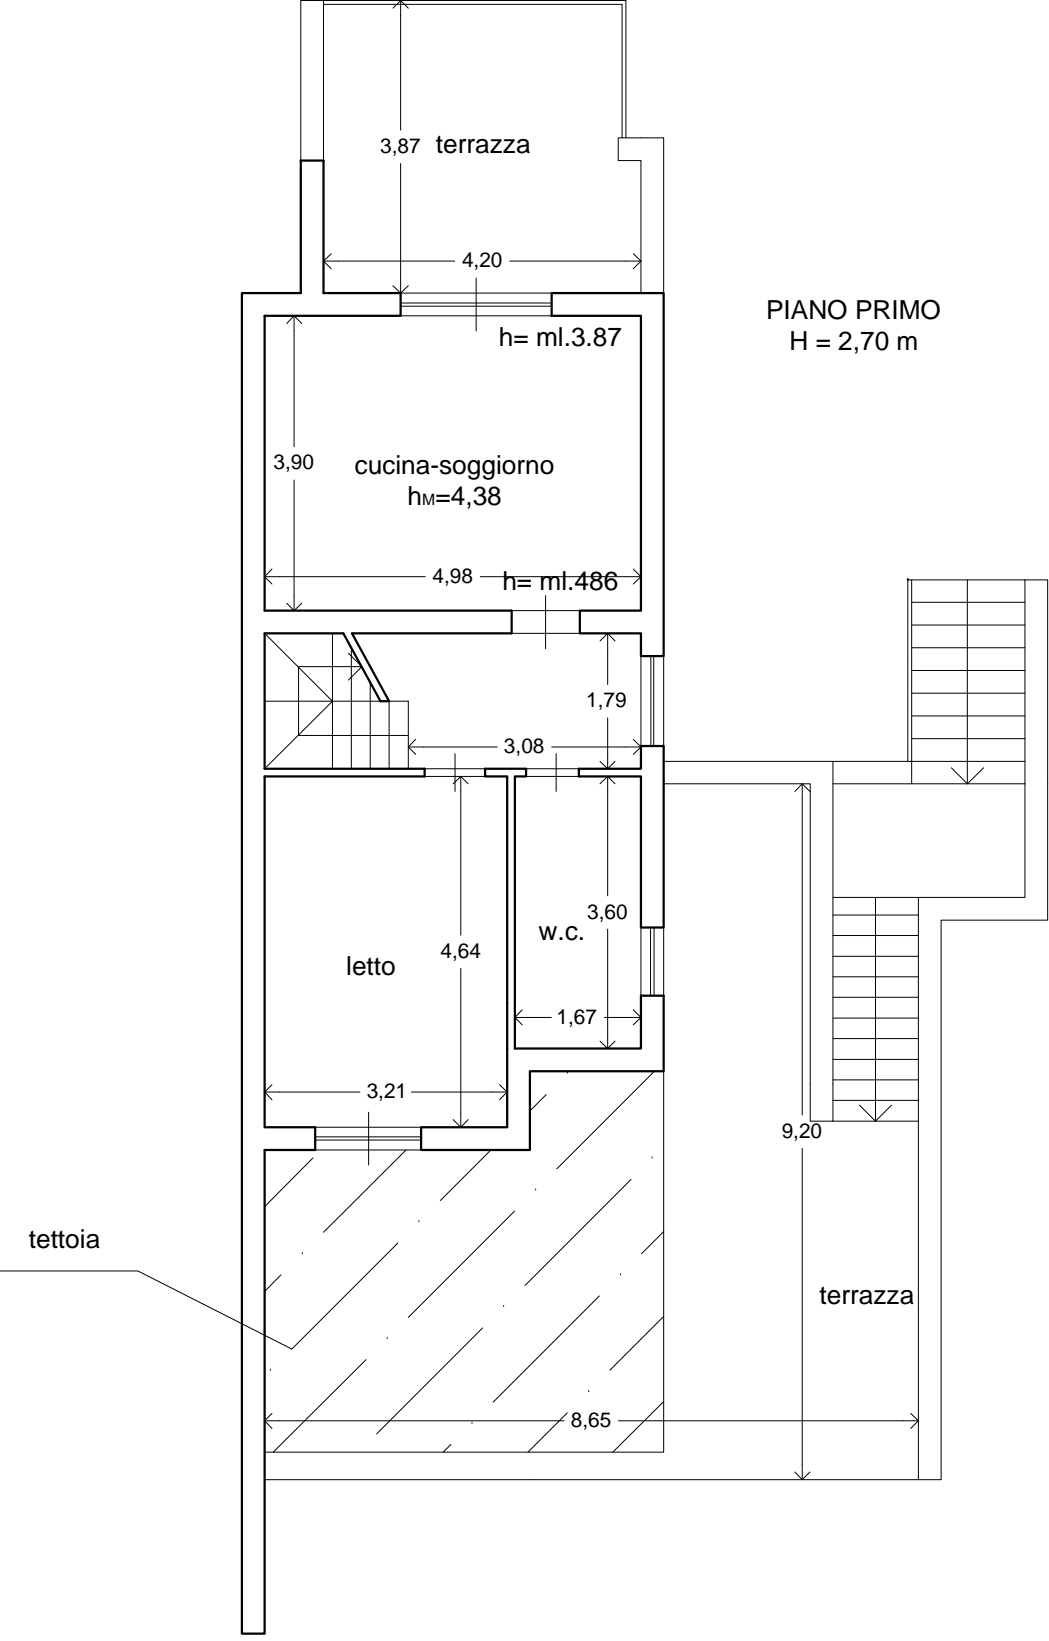 3,87 terrazza
4,20
PIANO PRIMO
H = 2,70 m
h= ml.3.87
3,90
cucina-soggiorno
hM=4,38
4,98
h= ml.486
1,79
3,08
3,60
w.c.
4,64
letto
1,67
3,21
9,20
tettoia
terrazza
8,65